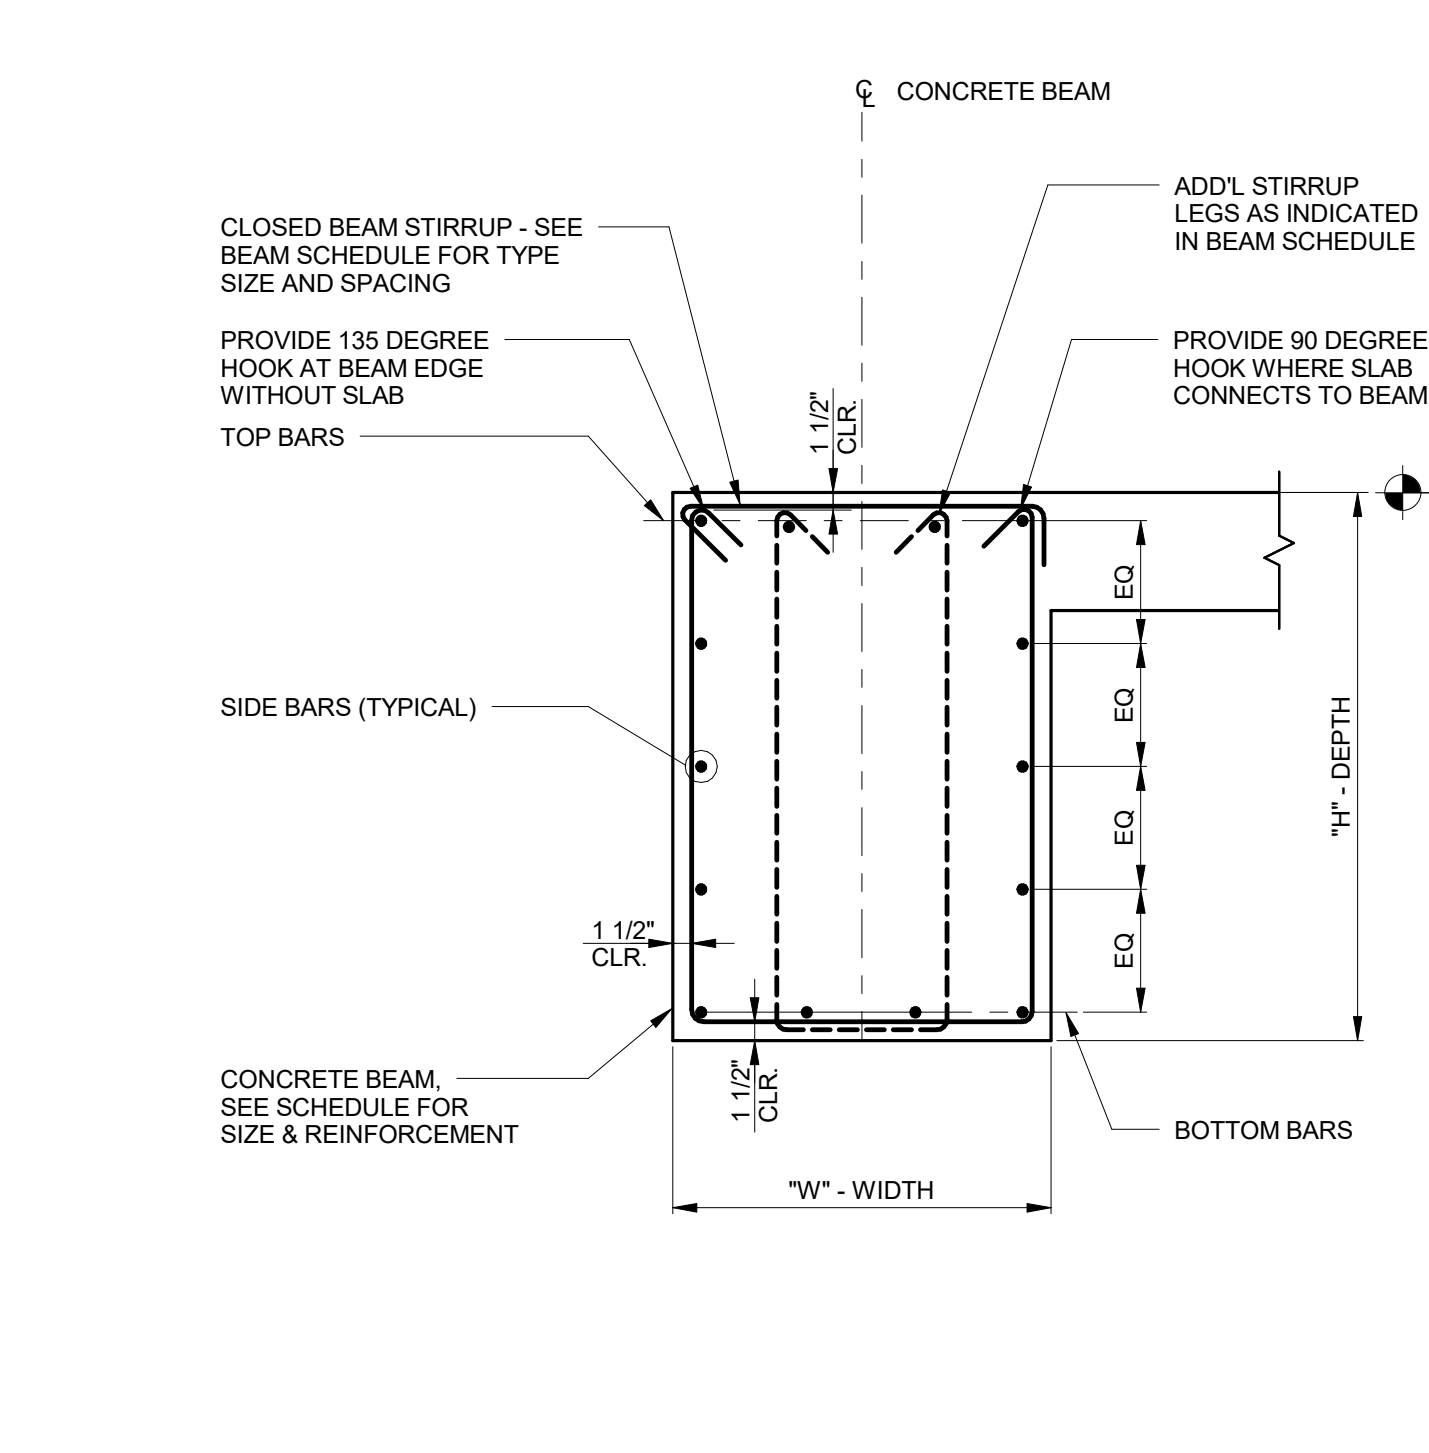 ℄ CONCRETE BEAM
ADD'L STIRRUP
LEGS AS INDICATED
IN BEAM SCHEDULE
CLOSED BEAM STIRRUP - SEE
BEAM SCHEDULE FOR TYPE
SIZE AND SPACING
PROVIDE 135 DEGREE
HOOK AT BEAM EDGE
WITHOUT SLAB
PROVIDE 90 DEGREE
HOOK WHERE SLAB
CONNECTS TO BEAM
TOP BARS
1 1/2"
CLR.
EQ
EQ
SIDE BARS (TYPICAL)
"H" - DEPTH
EQ
EQ
1 1/2"
CLR.
1 1/2"
CLR.
CONCRETE BEAM,
SEE SCHEDULE FOR
SIZE & REINFORCEMENT
BOTTOM BARS
"W" - WIDTH